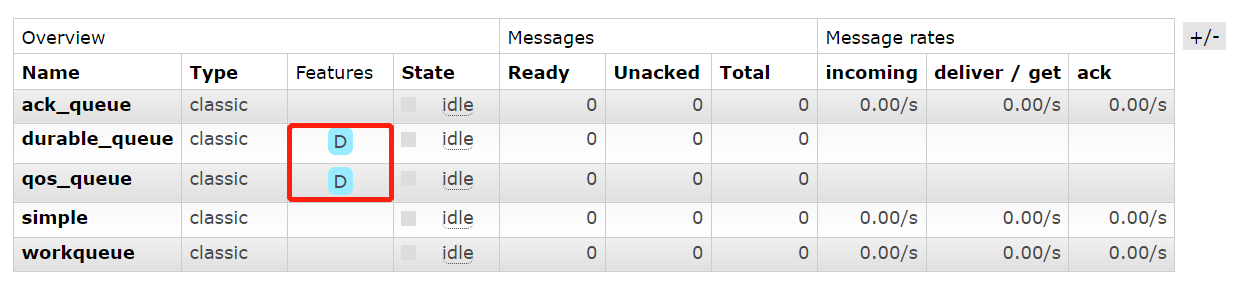 Overview Messages Message rates +/-
Name Type Features State Ready Unacked Total incoming deliver / get ack
ack_queue classic idle 0 0 0 0.00/s 0.00/s 0.00/s
durable_queue classic D idle 0 0 0
qos_queue classic D idle 0 0 0
simple classic idle 0 0 0 0.00/s 0.00/s 0.00/s
workqueue classic idle 0 0 0 0.00/s 0.00/s 0.00/s